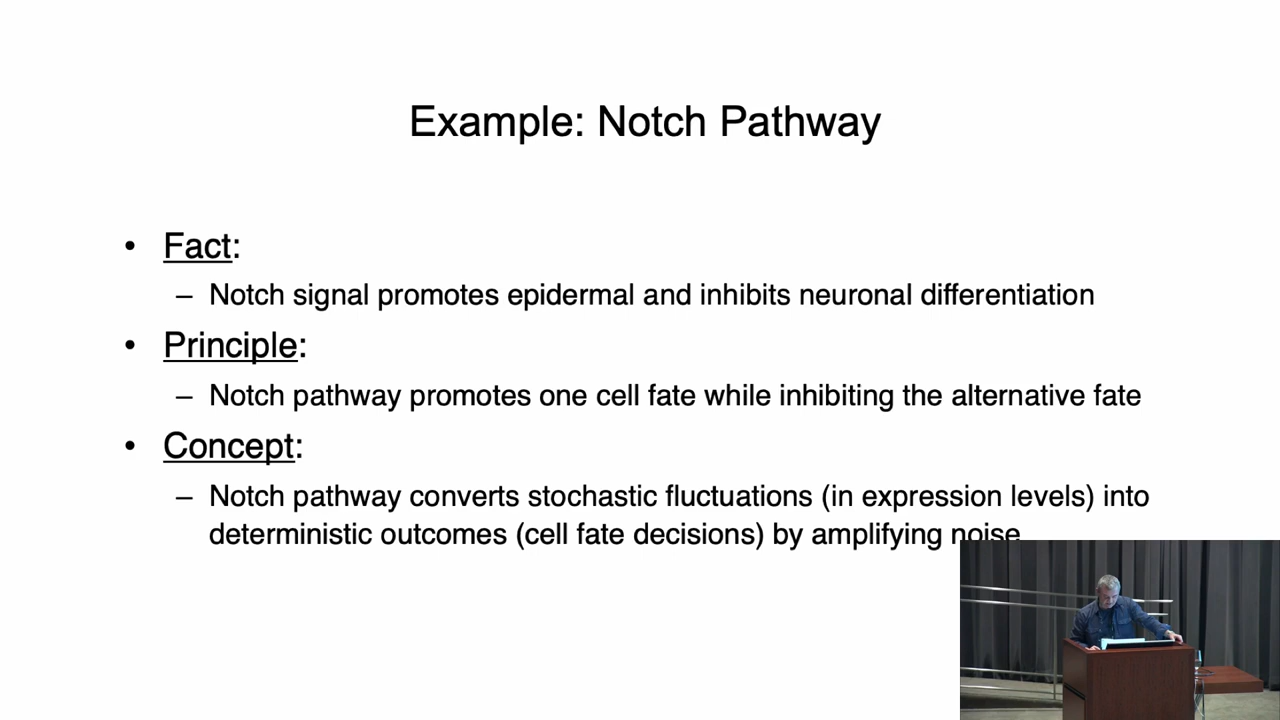 Example: Notch Pathway
• Fact:
– Notch signal promotes epidermal and inhibits neuronal differentiation
• Principle:
– Notch pathway promotes one cell fate while inhibiting the alternative fate
• Concept:
– Notch pathway converts stochastic fluctuations (in expression levels) into
deterministic outcomes (cell fate decisions) by amplifying noise